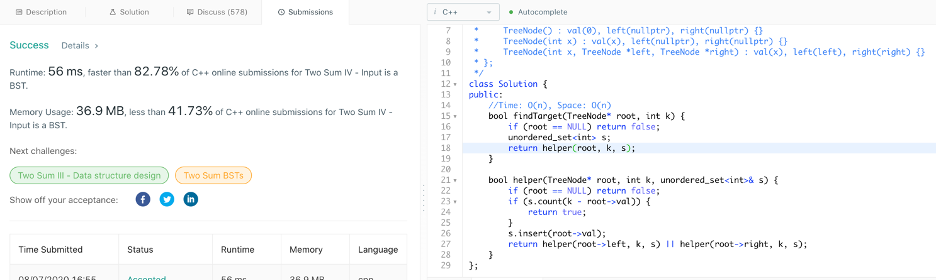 Description
Solution
Discuss (578)
Submissions
Success Details >
Runtime: 56 ms, faster than 82.78% of C++ online submissions for Two Sum IV - Input is a
BST.
Memory Usage: 36.9 MB, less than 41.73% of C++ online submissions for Two Sum IV -
Input is a BST.
Next challenges:
Two Sum III - Data structure design
Two Sum BSTs
Show off your acceptance:
Time Submitted Status Runtime Memory Language
08/07/2020 16:55 Accepted 56 ms 36.9 MB cpp
i C++
Autocomplete
7 * TreeNode() : val(0), left(nullptr), right(nullptr) {}
8 * TreeNode(int x) : val(x), left(nullptr), right(nullptr) {}
9 * TreeNode(int x, TreeNode *left, TreeNode *right) : val(x), left(left), right(right) {}
10 * };
11 */
12 class Solution {
13 public:
14 //Time: O(n), Space: O(n)
15 bool findTarget(TreeNode* root, int k) {
16 if (root == NULL) return false;
17 unordered_set<int> s;
18 return helper(root, k, s);
19 }
20
21 bool helper(TreeNode* root, int k, unordered_set<int>& s) {
22 if (root == NULL) return false;
23 if (s.count(k - root->val)) {
24 return true;
25 }
26 s.insert(root->val);
27 return helper(root->left, k, s) || helper(root->right, k, s);
28 }
29 };